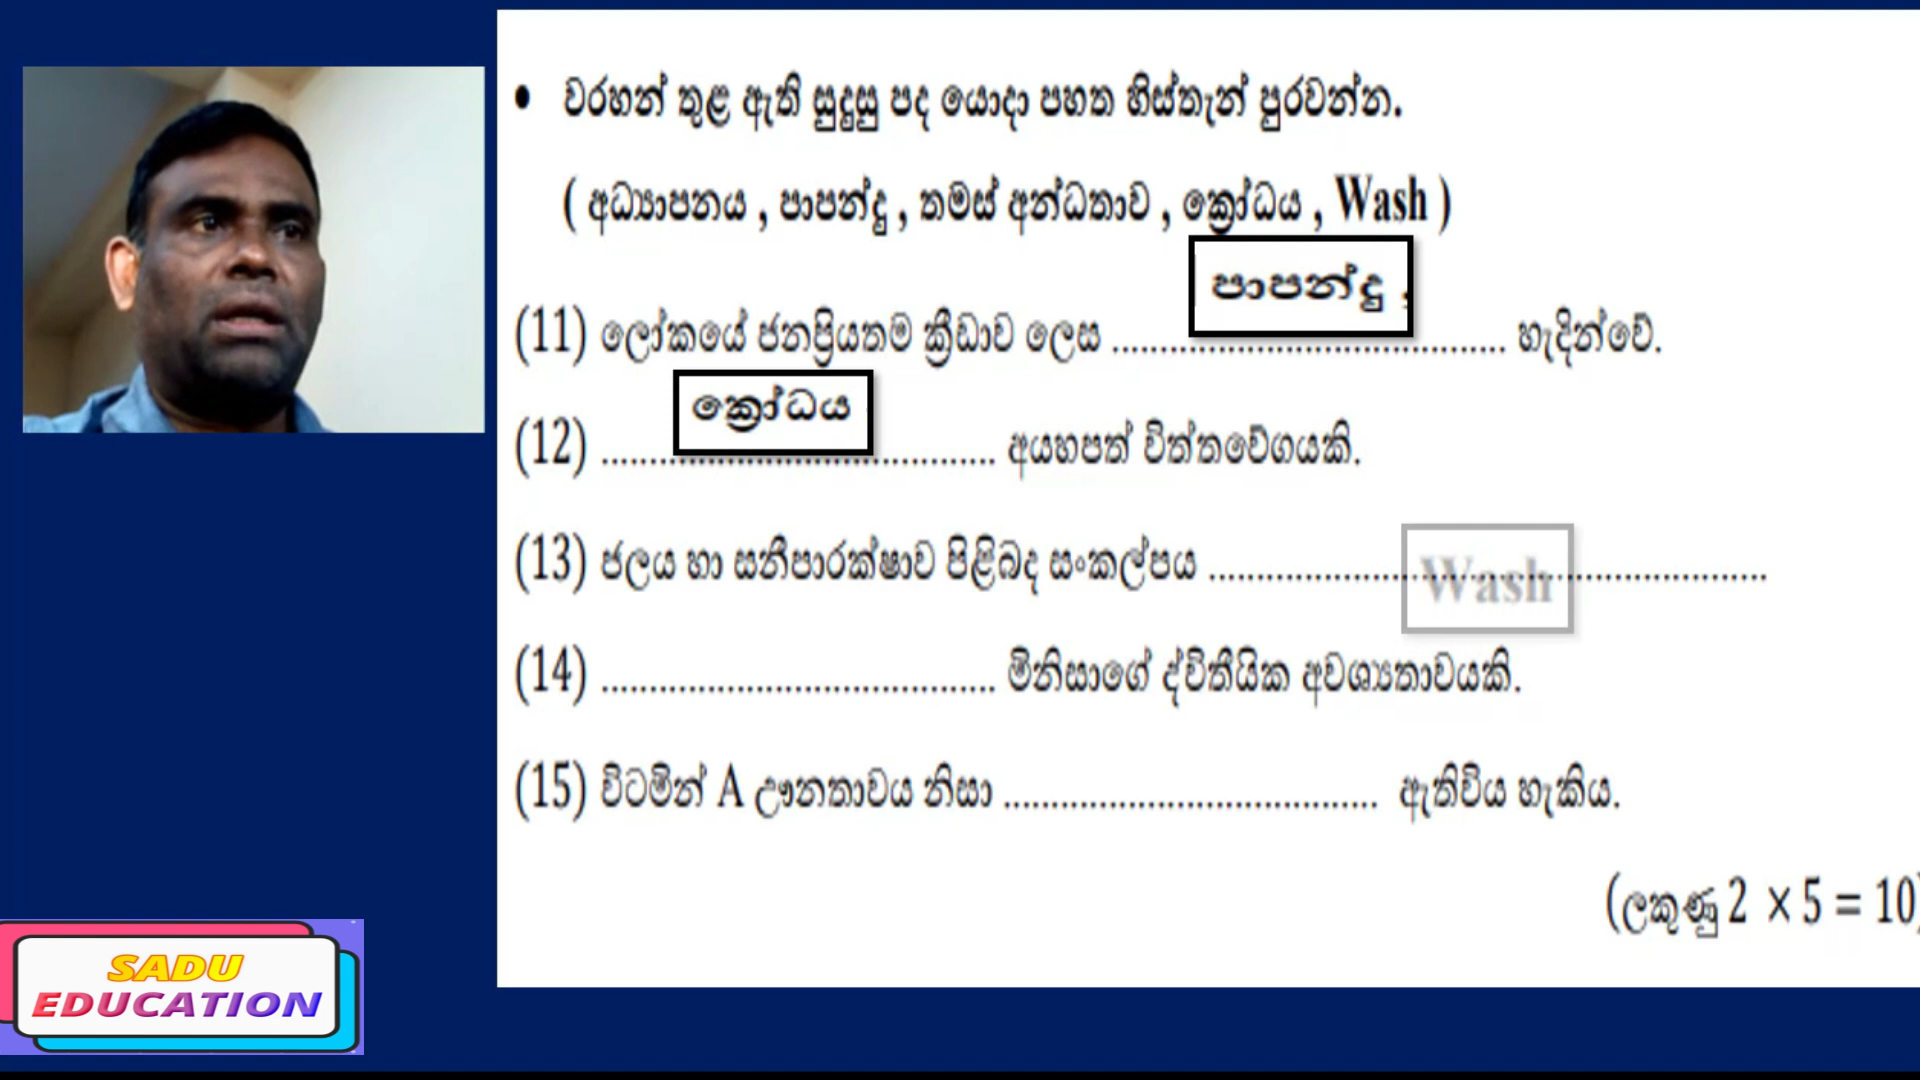 • වරහන් තුළ ඇති සුදුසු පද යොදා පහත හිස්තැන් පුරවන්න.
( අධ්‍යාපනය , පාපන්දු , තමස් අන්ධතාව , ක්‍රෝධය , Wash )
පාපන්දු ,
(11) ලෝකයේ ජනප්‍රියතම ක්‍රීඩාව ලෙස ........................................ හැදින්වේ.
ක්‍රෝධය
(12) ........................................ අයහපත් චිත්තවේගයකි.
(13) ජලය හා සනීපාරක්ෂාව පිළිබද සංකල්පය ........................................................
Wash
(14) ........................................ මිනිසාගේ ද්විතීයික අවශ්‍යතාවයකි.
(15) විටමින් A ඌනතාවය නිසා ...................................... ඇතිවිය හැකිය.
(ලකුණු 2 × 5 = 10)
SADU
EDUCATION